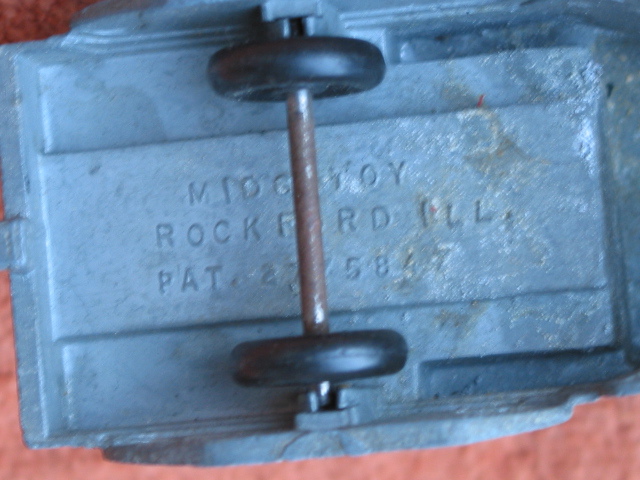 MIDGETOY
ROCKFORD ILL.
PAT.